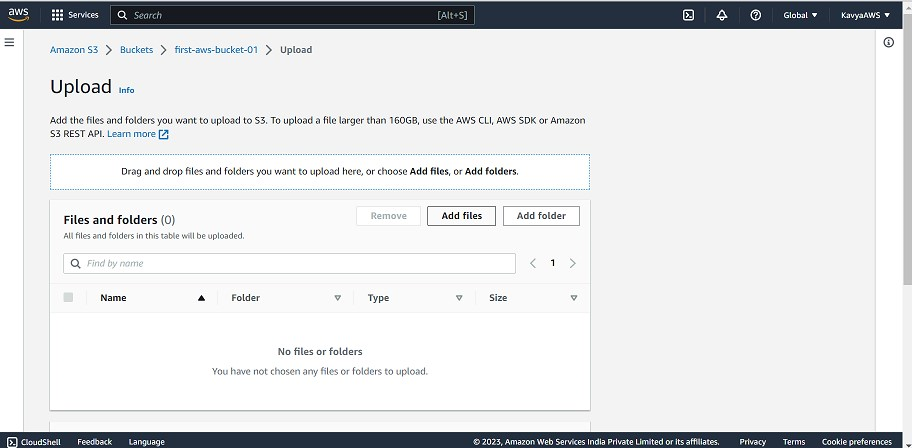 aws Services Search [Alt+S] Global ▼ KavyaAWS ▼
Amazon S3 > Buckets > first-aws-bucket-01 > Upload
Upload Info
Add the files and folders you want to upload to S3. To upload a file larger than 160GB, use the AWS CLI, AWS SDK or Amazon
S3 REST API. Learn more
Drag and drop files and folders you want to upload here, or choose Add files, or Add folders.
Files and folders (0) Remove Add files Add folder
All files and folders in this table will be uploaded.
Find by name < 1 >
Name ▲ Folder ▽ Type ▽ Size ▽
No files or folders
You have not chosen any files or folders to upload.
CloudShell Feedback Language © 2023, Amazon Web Services India Private Limited or its affiliates. Privacy Terms Cookie preferences